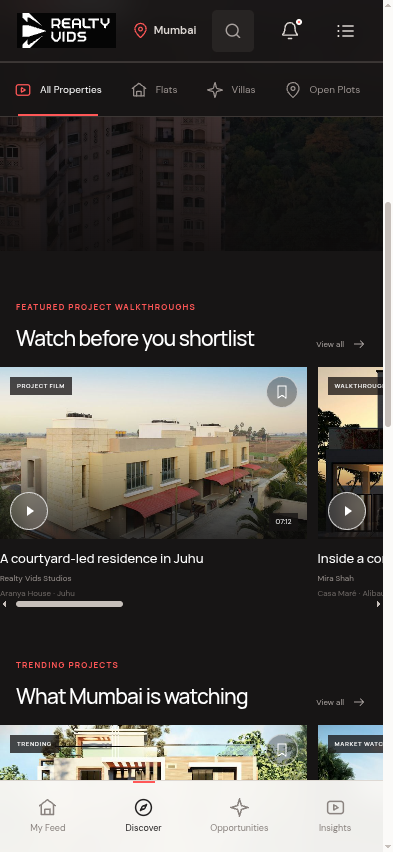 REALTY
VIDS
Mumbai
All Properties
Flats
Villas
Open Plots
FEATURED PROJECT WALKTHROUGHS
Watch before you shortlist
View all
PROJECT FILM
WALKTHROUG
07:12
A courtyard-led residence in Juhu
Inside a co
Realty Vids Studios
Mira Shah
Aranya House · Juhu
Casa Maré · Alibau
TRENDING PROJECTS
What Mumbai is watching
View all
TRENDING
MARKET WATC
My Feed
Discover
Opportunities
Insights